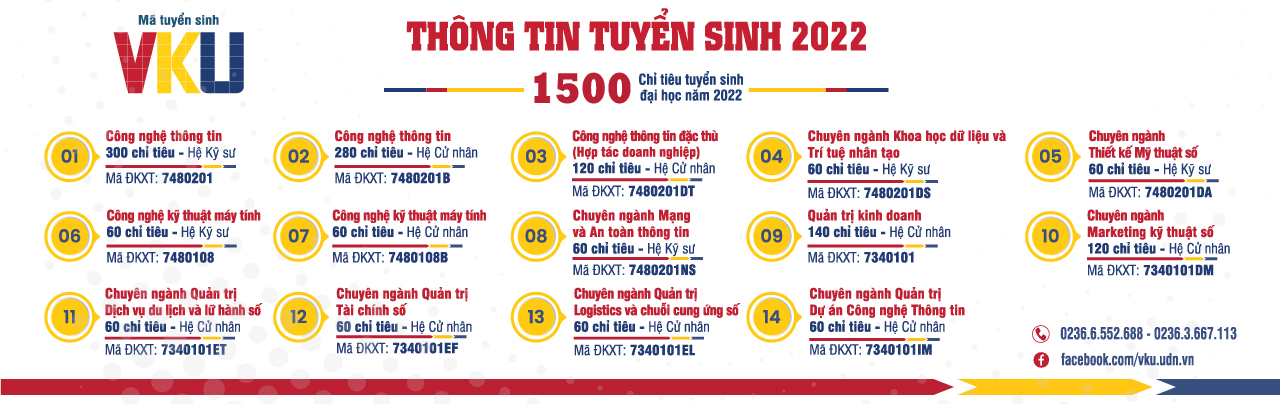 Mã tuyển sinh
VKU
THÔNG TIN TUYỂN SINH 2022
1500 Chỉ tiêu tuyển sinh
đại học năm 2022
01
Công nghệ thông tin
300 chỉ tiêu - Hệ Kỹ sư
Mã ĐKXT: 7480201
02
Công nghệ thông tin
280 chỉ tiêu - Hệ Cử nhân
Mã ĐKXT: 7480201B
03
Công nghệ thông tin đặc thù
(Hợp tác doanh nghiệp)
120 chỉ tiêu - Hệ Cử nhân
Mã ĐKXT: 7480201DT
04
Chuyên ngành Khoa học dữ liệu và
Trí tuệ nhân tạo
60 chỉ tiêu - Hệ Kỹ sư
Mã ĐKXT: 7480201DS
05
Chuyên ngành
Thiết kế Mỹ thuật số
60 chỉ tiêu - Hệ Kỹ sư
Mã ĐKXT: 7480201DA
06
Công nghệ kỹ thuật máy tính
60 chỉ tiêu - Hệ Kỹ sư
Mã ĐKXT: 7480108
07
Công nghệ kỹ thuật máy tính
60 chỉ tiêu - Hệ Cử nhân
Mã ĐKXT: 7480108B
08
Chuyên ngành Mạng
và An toàn thông tin
60 chỉ tiêu - Hệ Kỹ sư
Mã ĐKXT: 7480201NS
09
Quản trị kinh doanh
140 chỉ tiêu - Hệ Cử nhân
Mã ĐKXT: 7340101
10
Chuyên ngành
Marketing kỹ thuật số
120 chỉ tiêu - Hệ Cử nhân
Mã ĐKXT: 7340101DM
11
Chuyên ngành Quản trị
Dịch vụ du lịch và lữ hành số
60 chỉ tiêu - Hệ Cử nhân
Mã ĐKXT: 7340101ET
12
Chuyên ngành Quản trị
Tài chính số
60 chỉ tiêu - Hệ Cử nhân
Mã ĐKXT: 7340101EF
13
Chuyên ngành Quản trị
Logistics và chuỗi cung ứng số
60 chỉ tiêu - Hệ Cử nhân
Mã ĐKXT: 7340101EL
14
Chuyên ngành Quản trị
Dự án Công nghệ Thông tin
60 chỉ tiêu - Hệ Cử nhân
Mã ĐKXT: 7340101IM
0236.6.552.688 - 0236.3.667.113
facebook.com/vku.udn.vn